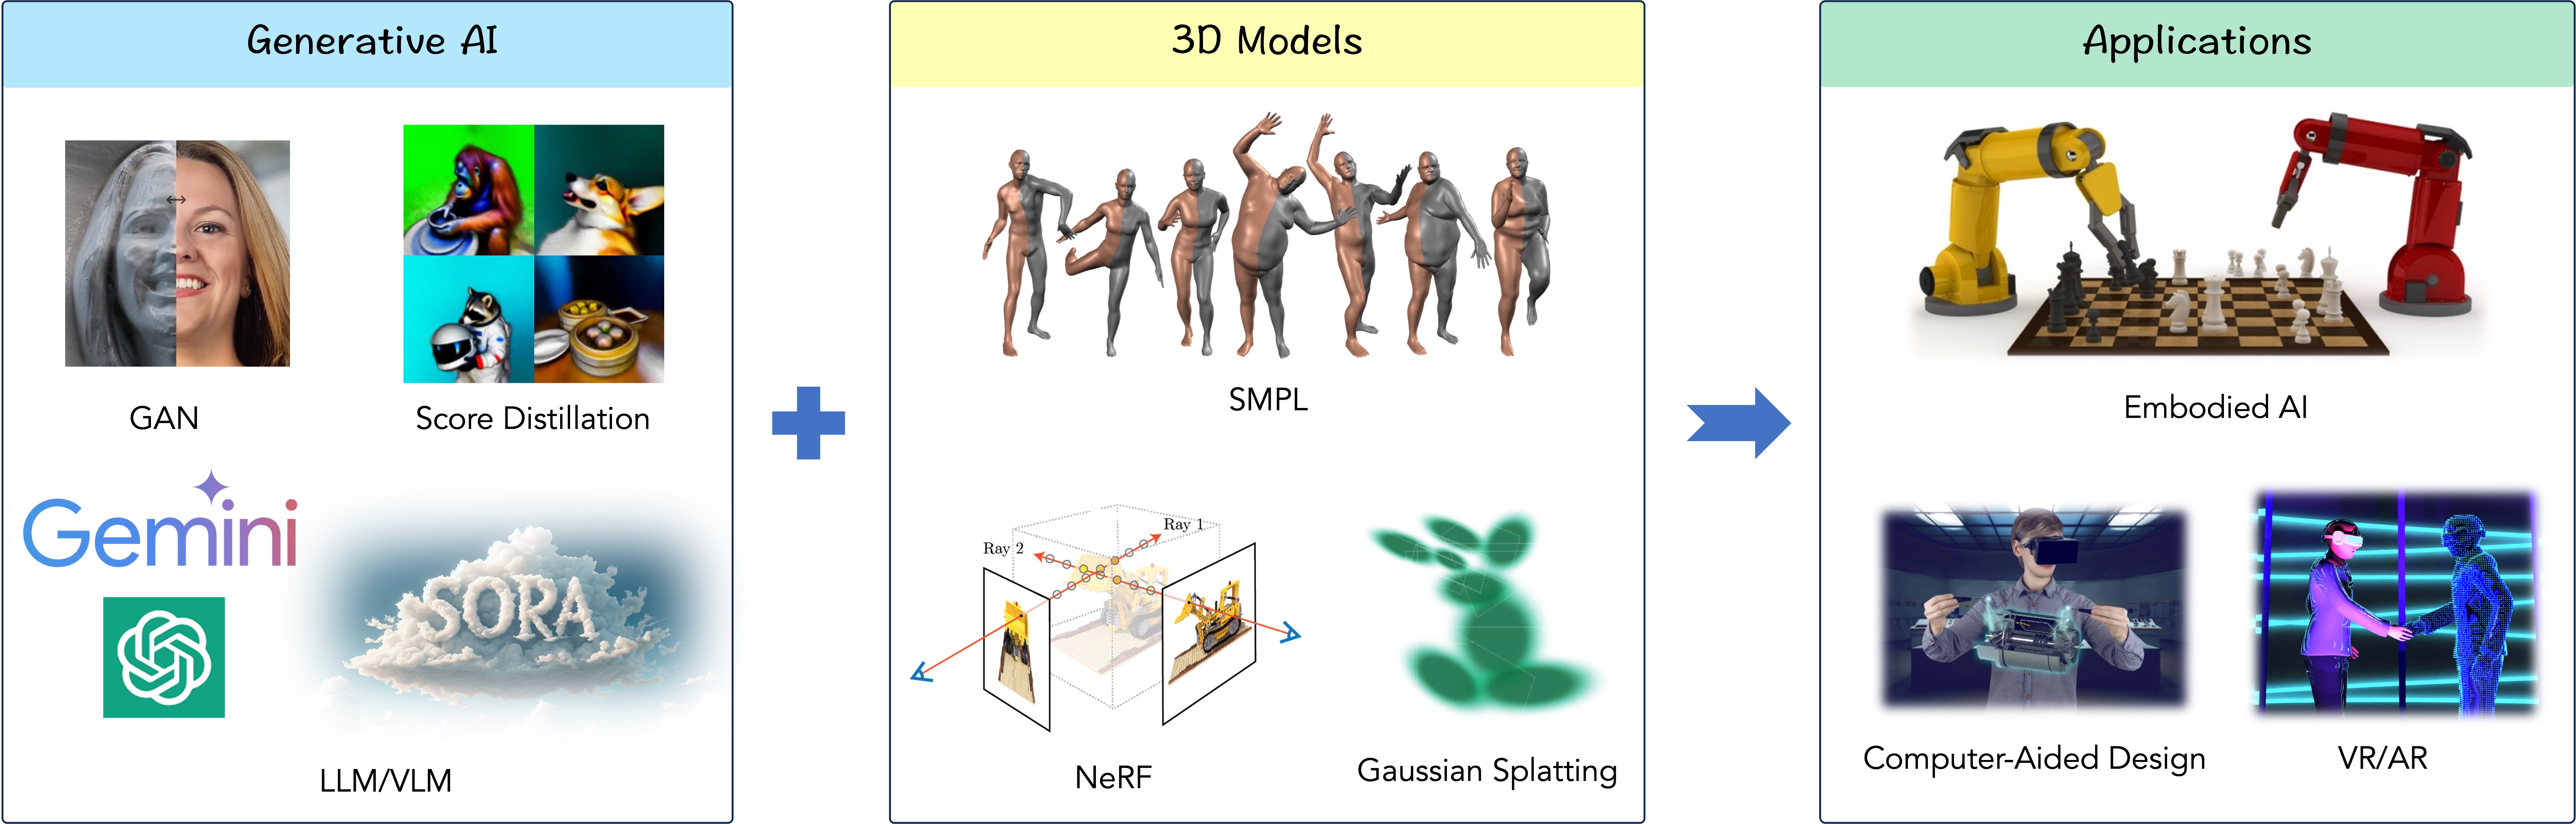 Generative AI
GAN
Score Distillation
Gemini
SORA
LLM/VLM
3D Models
SMPL
Ray 1
Ray 2
NeRF
Gaussian Splatting
Applications
Embodied AI
Computer-Aided Design
VR/AR